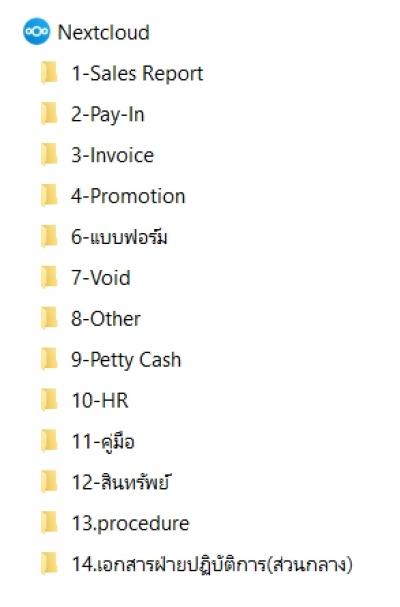 Nextcloud
1-Sales Report
2-Pay-In
3-Invoice
4-Promotion
6-แบบฟอร์ม
7-Void
8-Other
9-Petty Cash
10-HR
11-คู่มือ
12-สินทรัพย์
13.procedure
14.เอกสารฝ่ายปฏิบัติการ(ส่วนกลาง)